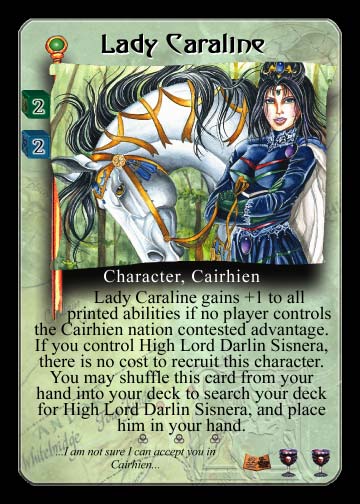 Lady Caraline
2
2
Character, Cairhien
Lady Caraline gains +1 to all
printed abilities if no player controls
the Cairhien nation contested advantage.
If you control High Lord Darlin Sisnera,
there is no cost to recruit this character.
You may shuffle this card from your
hand into your deck to search your deck
for High Lord Darlin Sisnera, and place
him in your hand.
...I am not sure I can accept you in
Cairhien...
Whitebridge